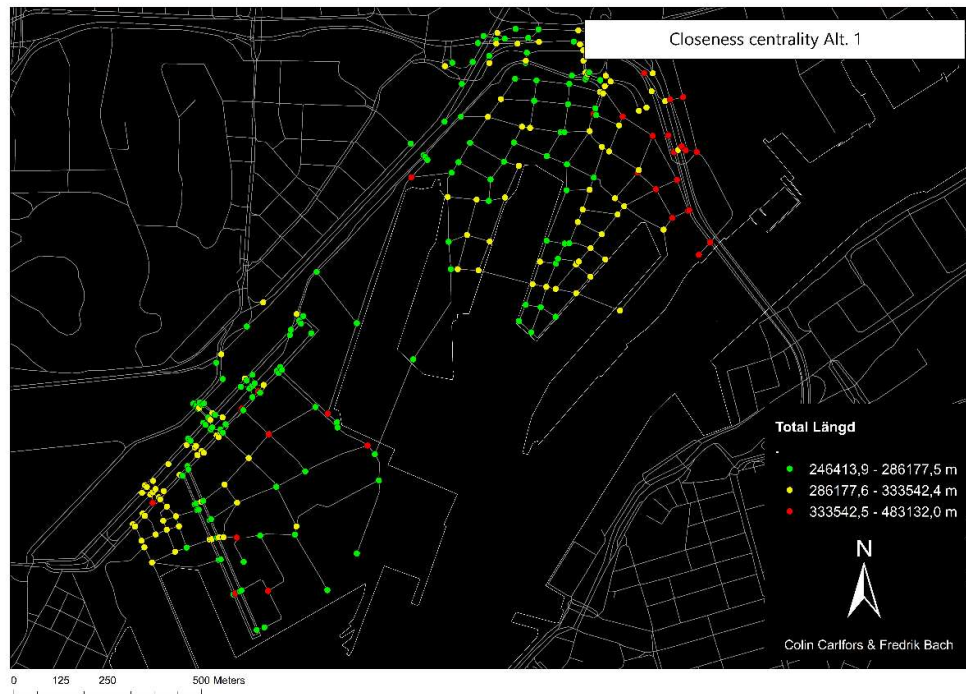 Closeness centrality Alt. 1
Total Längd
-
246413,9 - 286177,5 m
286177,6 - 333542,4 m
333542,5 - 483132,0 m
N
Colin Carlfors & Fredrik Bach
0 125 250 500 Meters